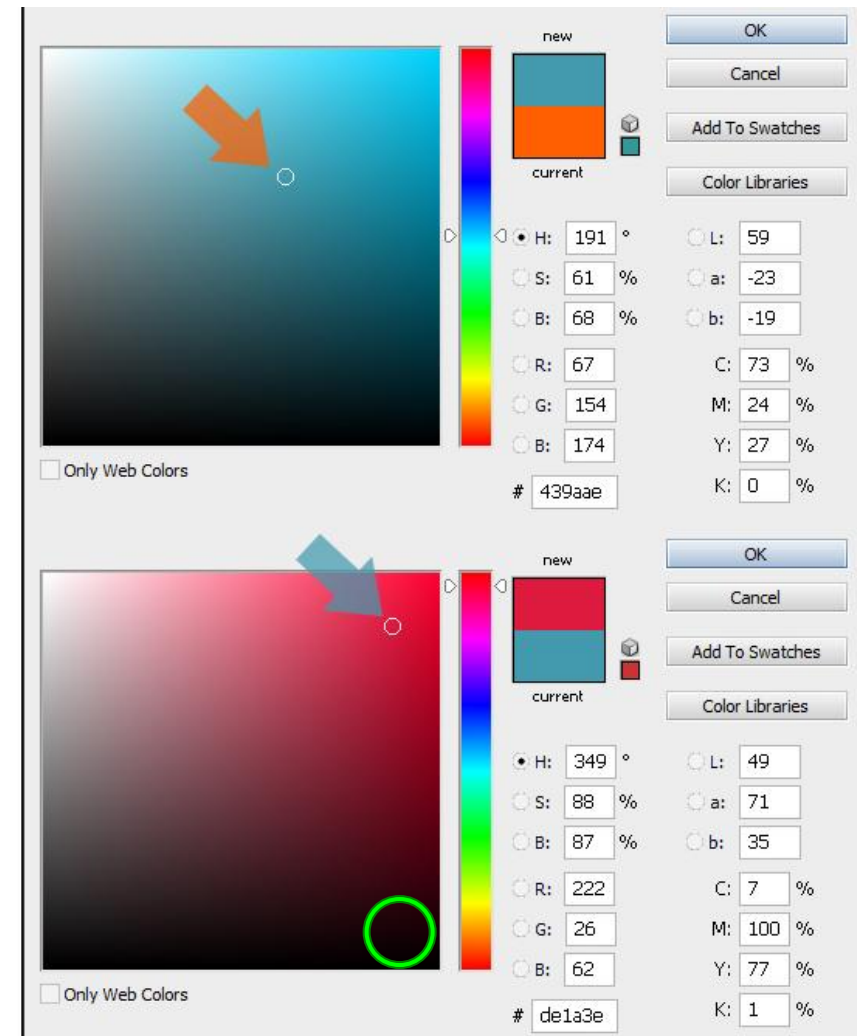 new
OK
Cancel
Add To Swatches
current
Color Libraries
H: 191 ° L: 59
S: 61 % a: -23
B: 68 % b: -19
R: 67 C: 73 %
G: 154 M: 24 %
B: 174 Y: 27 %
Only Web Colors
# 439aae K: 0 %
new
OK
Cancel
Add To Swatches
current
Color Libraries
H: 349 ° L: 49
S: 88 % a: 71
B: 87 % b: 35
R: 222 C: 7 %
G: 26 M: 100 %
B: 62 Y: 77 %
Only Web Colors
# de1a3e K: 1 %